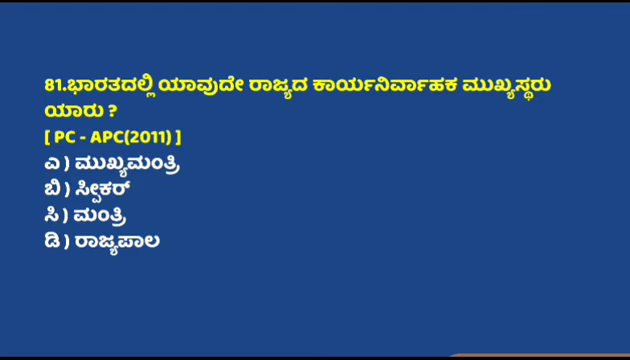 81.ಭಾರತದಲ್ಲಿ ಯಾವುದೇ ರಾಜ್ಯದ ಕಾರ್ಯನಿರ್ವಾಹಕ ಮುಖ್ಯಸ್ಥರು
ಯಾರು ?
[ PC - APC(2011) ]
ಎ ) ಮುಖ್ಯಮಂತ್ರಿ
ಬಿ ) ಸ್ಪೀಕರ್
ಸಿ ) ಮಂತ್ರಿ
ಡಿ ) ರಾಜ್ಯಪಾಲ